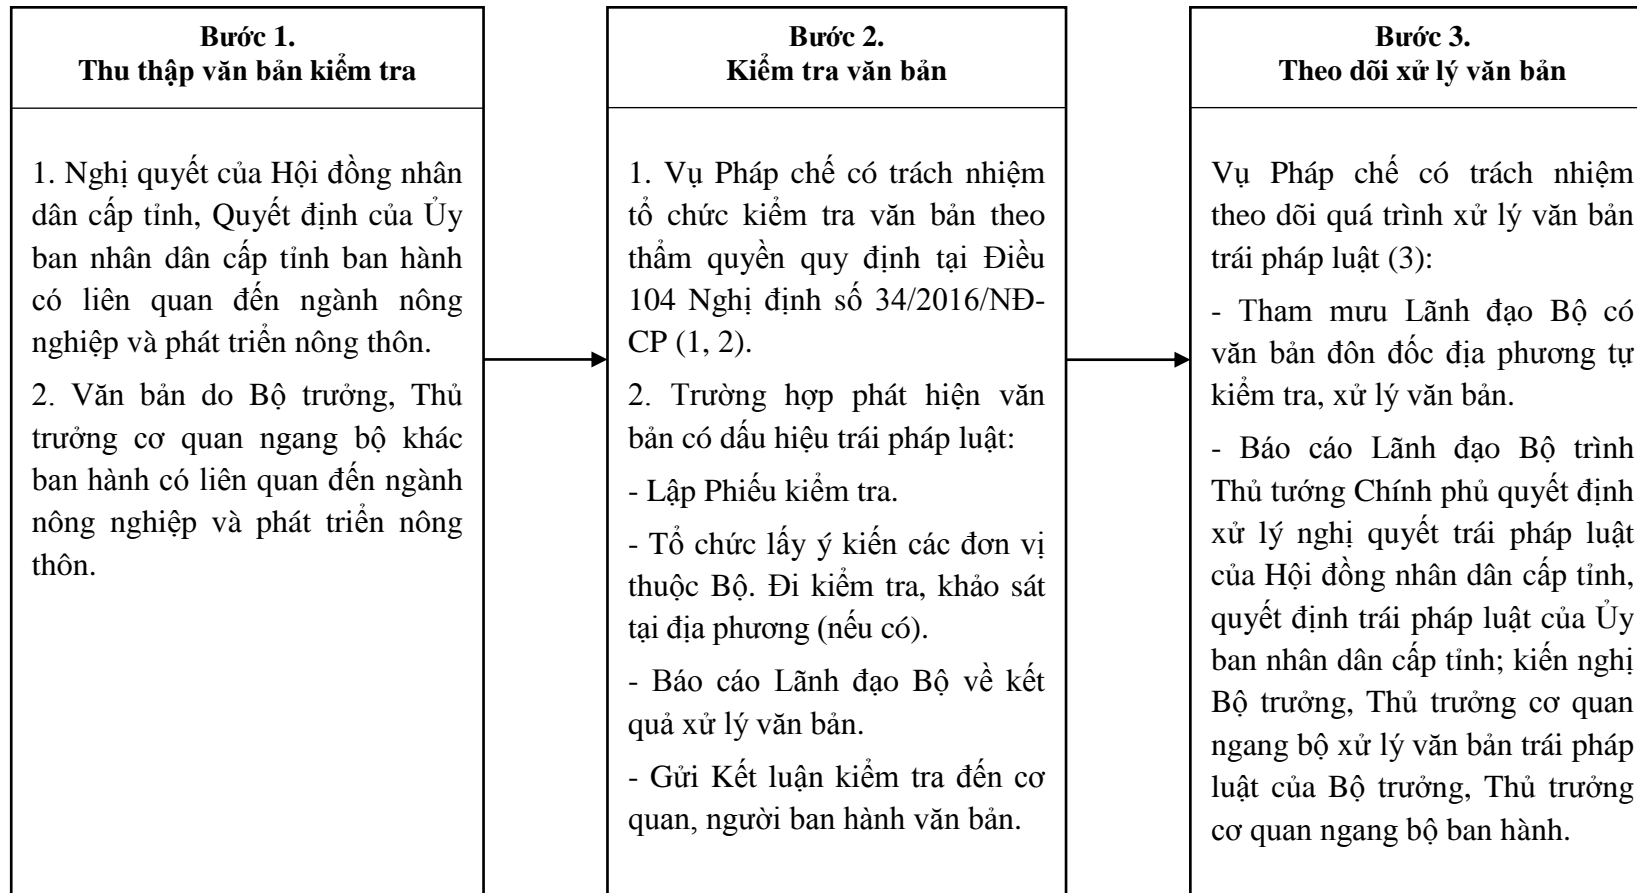 Bước 1.
Thu thập văn bản kiểm tra
1. Nghị quyết của Hội đồng nhân
dân cấp tỉnh, Quyết định của Ủy
ban nhân dân cấp tỉnh ban hành
có liên quan đến ngành nông
nghiệp và phát triển nông thôn.
2. Văn bản do Bộ trưởng, Thủ
trưởng cơ quan ngang bộ khác
ban hành có liên quan đến ngành
nông nghiệp và phát triển nông
thôn.
Bước 2.
Kiểm tra văn bản
1. Vụ Pháp chế có trách nhiệm
tổ chức kiểm tra văn bản theo
thẩm quyền quy định tại Điều
104 Nghị định số 34/2016/NĐ-
CP (1, 2).
2. Trường hợp phát hiện văn
bản có dấu hiệu trái pháp luật:
- Lập Phiếu kiểm tra.
- Tổ chức lấy ý kiến các đơn vị
thuộc Bộ. Đi kiểm tra, khảo sát
tại địa phương (nếu có).
- Báo cáo Lãnh đạo Bộ về kết
quả xử lý văn bản.
- Gửi Kết luận kiểm tra đến cơ
quan, người ban hành văn bản.
Bước 3.
Theo dõi xử lý văn bản
Vụ Pháp chế có trách nhiệm
theo dõi quá trình xử lý văn bản
trái pháp luật (3):
- Tham mưu Lãnh đạo Bộ có
văn bản đôn đốc địa phương tự
kiểm tra, xử lý văn bản.
- Báo cáo Lãnh đạo Bộ trình
Thủ tướng Chính phủ quyết định
xử lý nghị quyết trái pháp luật
của Hội đồng nhân dân cấp tỉnh,
quyết định trái pháp luật của Ủy
ban nhân dân cấp tỉnh; kiến nghị
Bộ trưởng, Thủ trưởng cơ quan
ngang bộ xử lý văn bản trái pháp
luật của Bộ trưởng, Thủ trưởng
cơ quan ngang bộ ban hành.